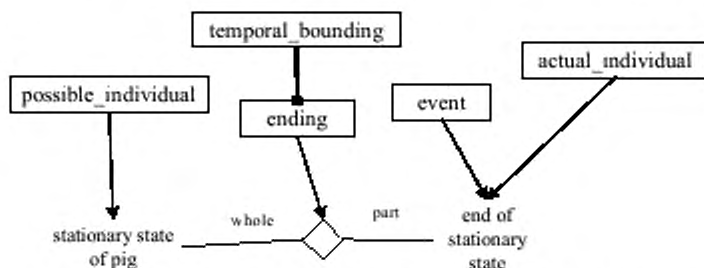 temporal_bounding
actual_individual
possible_individual
event
ending
whole
part
stationary state
of pig
end of
stationary
state